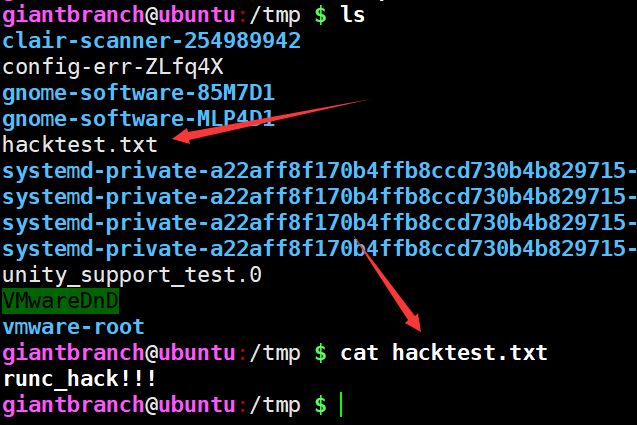 giantbranch@ubuntu:/tmp $ ls
clair-scanner-254989942
config-err-ZLfq4X
gnome-software-85M7D1
gnome-software-MLP4D1
hacktest.txt
systemd-private-a22aff8f170b4ffb8ccd730b4b829715-
systemd-private-a22aff8f170b4ffb8ccd730b4b829715-
systemd-private-a22aff8f170b4ffb8ccd730b4b829715-
systemd-private-a22aff8f170b4ffb8ccd730b4b829715-
unity_support_test.0
VMwareDnD
vmware-root
giantbranch@ubuntu:/tmp $ cat hacktest.txt
runc_hack!!!
giantbranch@ubuntu:/tmp $